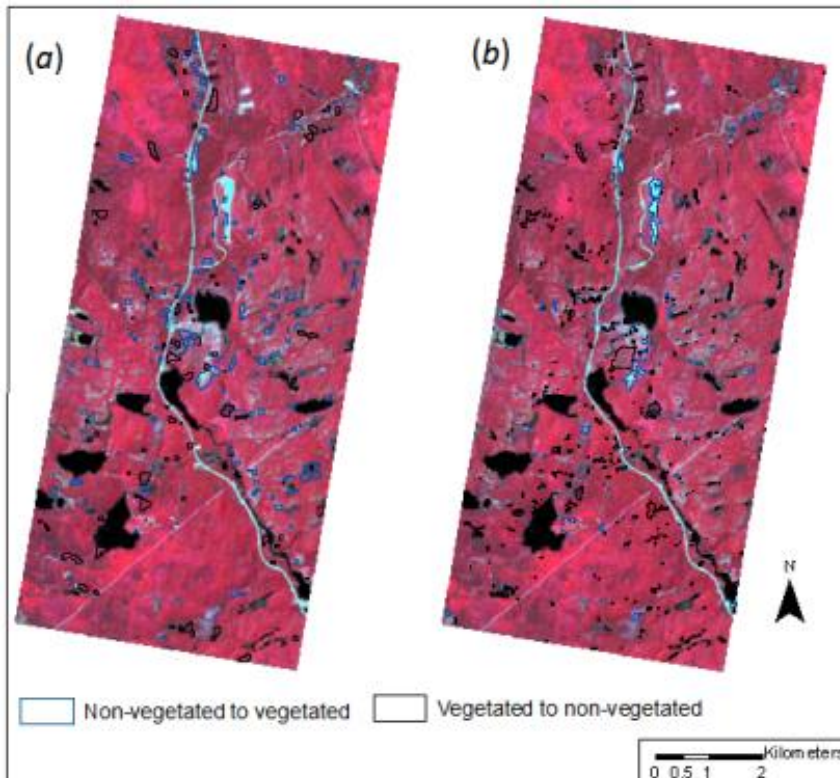 (a)
(b)
N
Non-vegetated to vegetated
Vegetated to non-vegetated
Kilometers
0 0.5 1 2